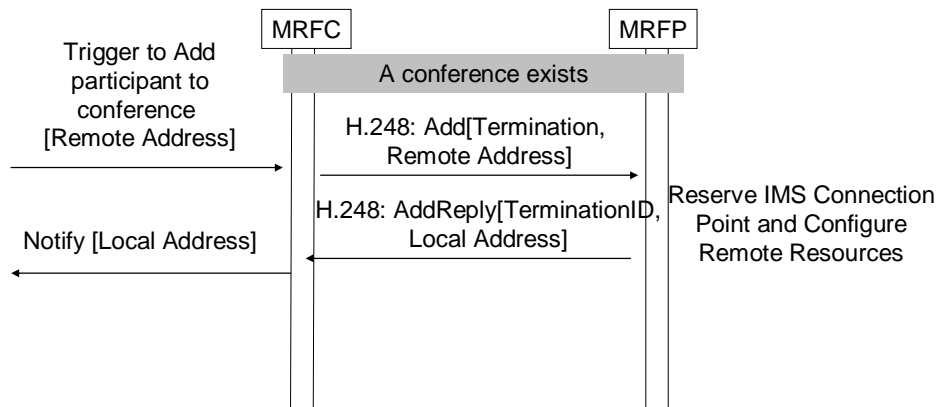 MRFC
MRFP
Trigger to Add
participant to
conference
[Remote Address]
A conference exists
H.248: Add[Termination,
Remote Address]
H.248: AddReply[TerminationID,
Local Address]
Reserve IMS Connection
Point and Configure
Remote Resources
Notify [Local Address]